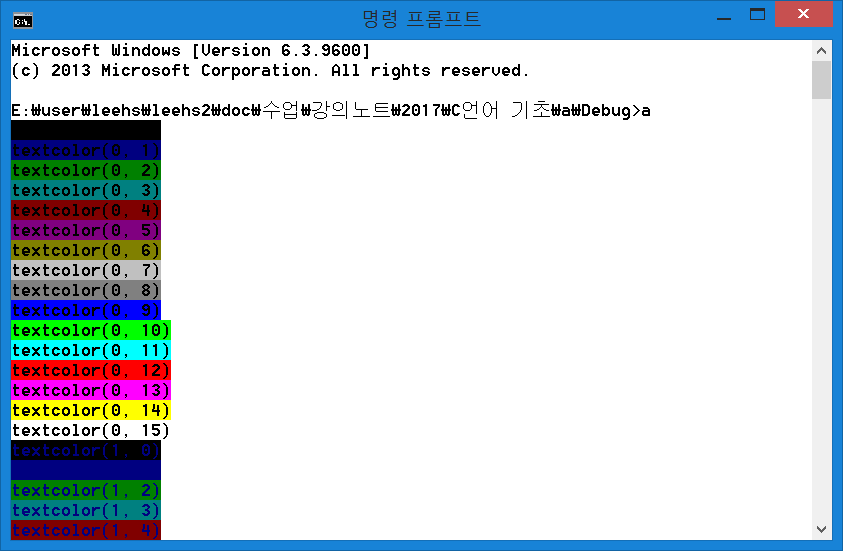 명령 프롬프트
Microsoft Windows [Version 6.3.9600]
(c) 2013 Microsoft Corporation. All rights reserved.
E:₩user₩leehs₩leehs2₩doc₩수업₩강의노트₩2017₩C언어 기초₩a₩Debug>a
textcolor(0, 1)
textcolor(0, 2)
textcolor(0, 3)
textcolor(0, 4)
textcolor(0, 5)
textcolor(0, 6)
textcolor(0, 7)
textcolor(0, 8)
textcolor(0, 9)
textcolor(0, 10)
textcolor(0, 11)
textcolor(0, 12)
textcolor(0, 13)
textcolor(0, 14)
textcolor(0, 15)
textcolor(1, 0)
textcolor(1, 2)
textcolor(1, 3)
textcolor(1, 4)